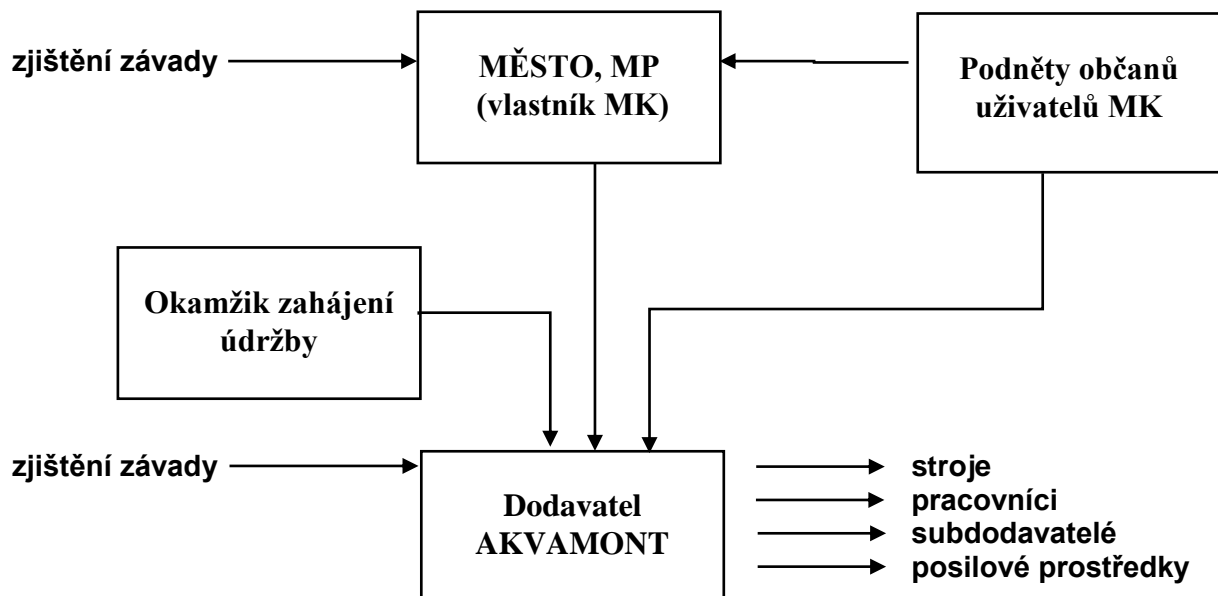 zjištění závady
MĚSTO, MP
(vlastník MK)
Podněty občanů
uživatelů MK
Okamžik zahájení
údržby
zjištění závady
Dodavatel
AKVAMONT
stroje
pracovníci
subdodavatelé
posilové prostředky